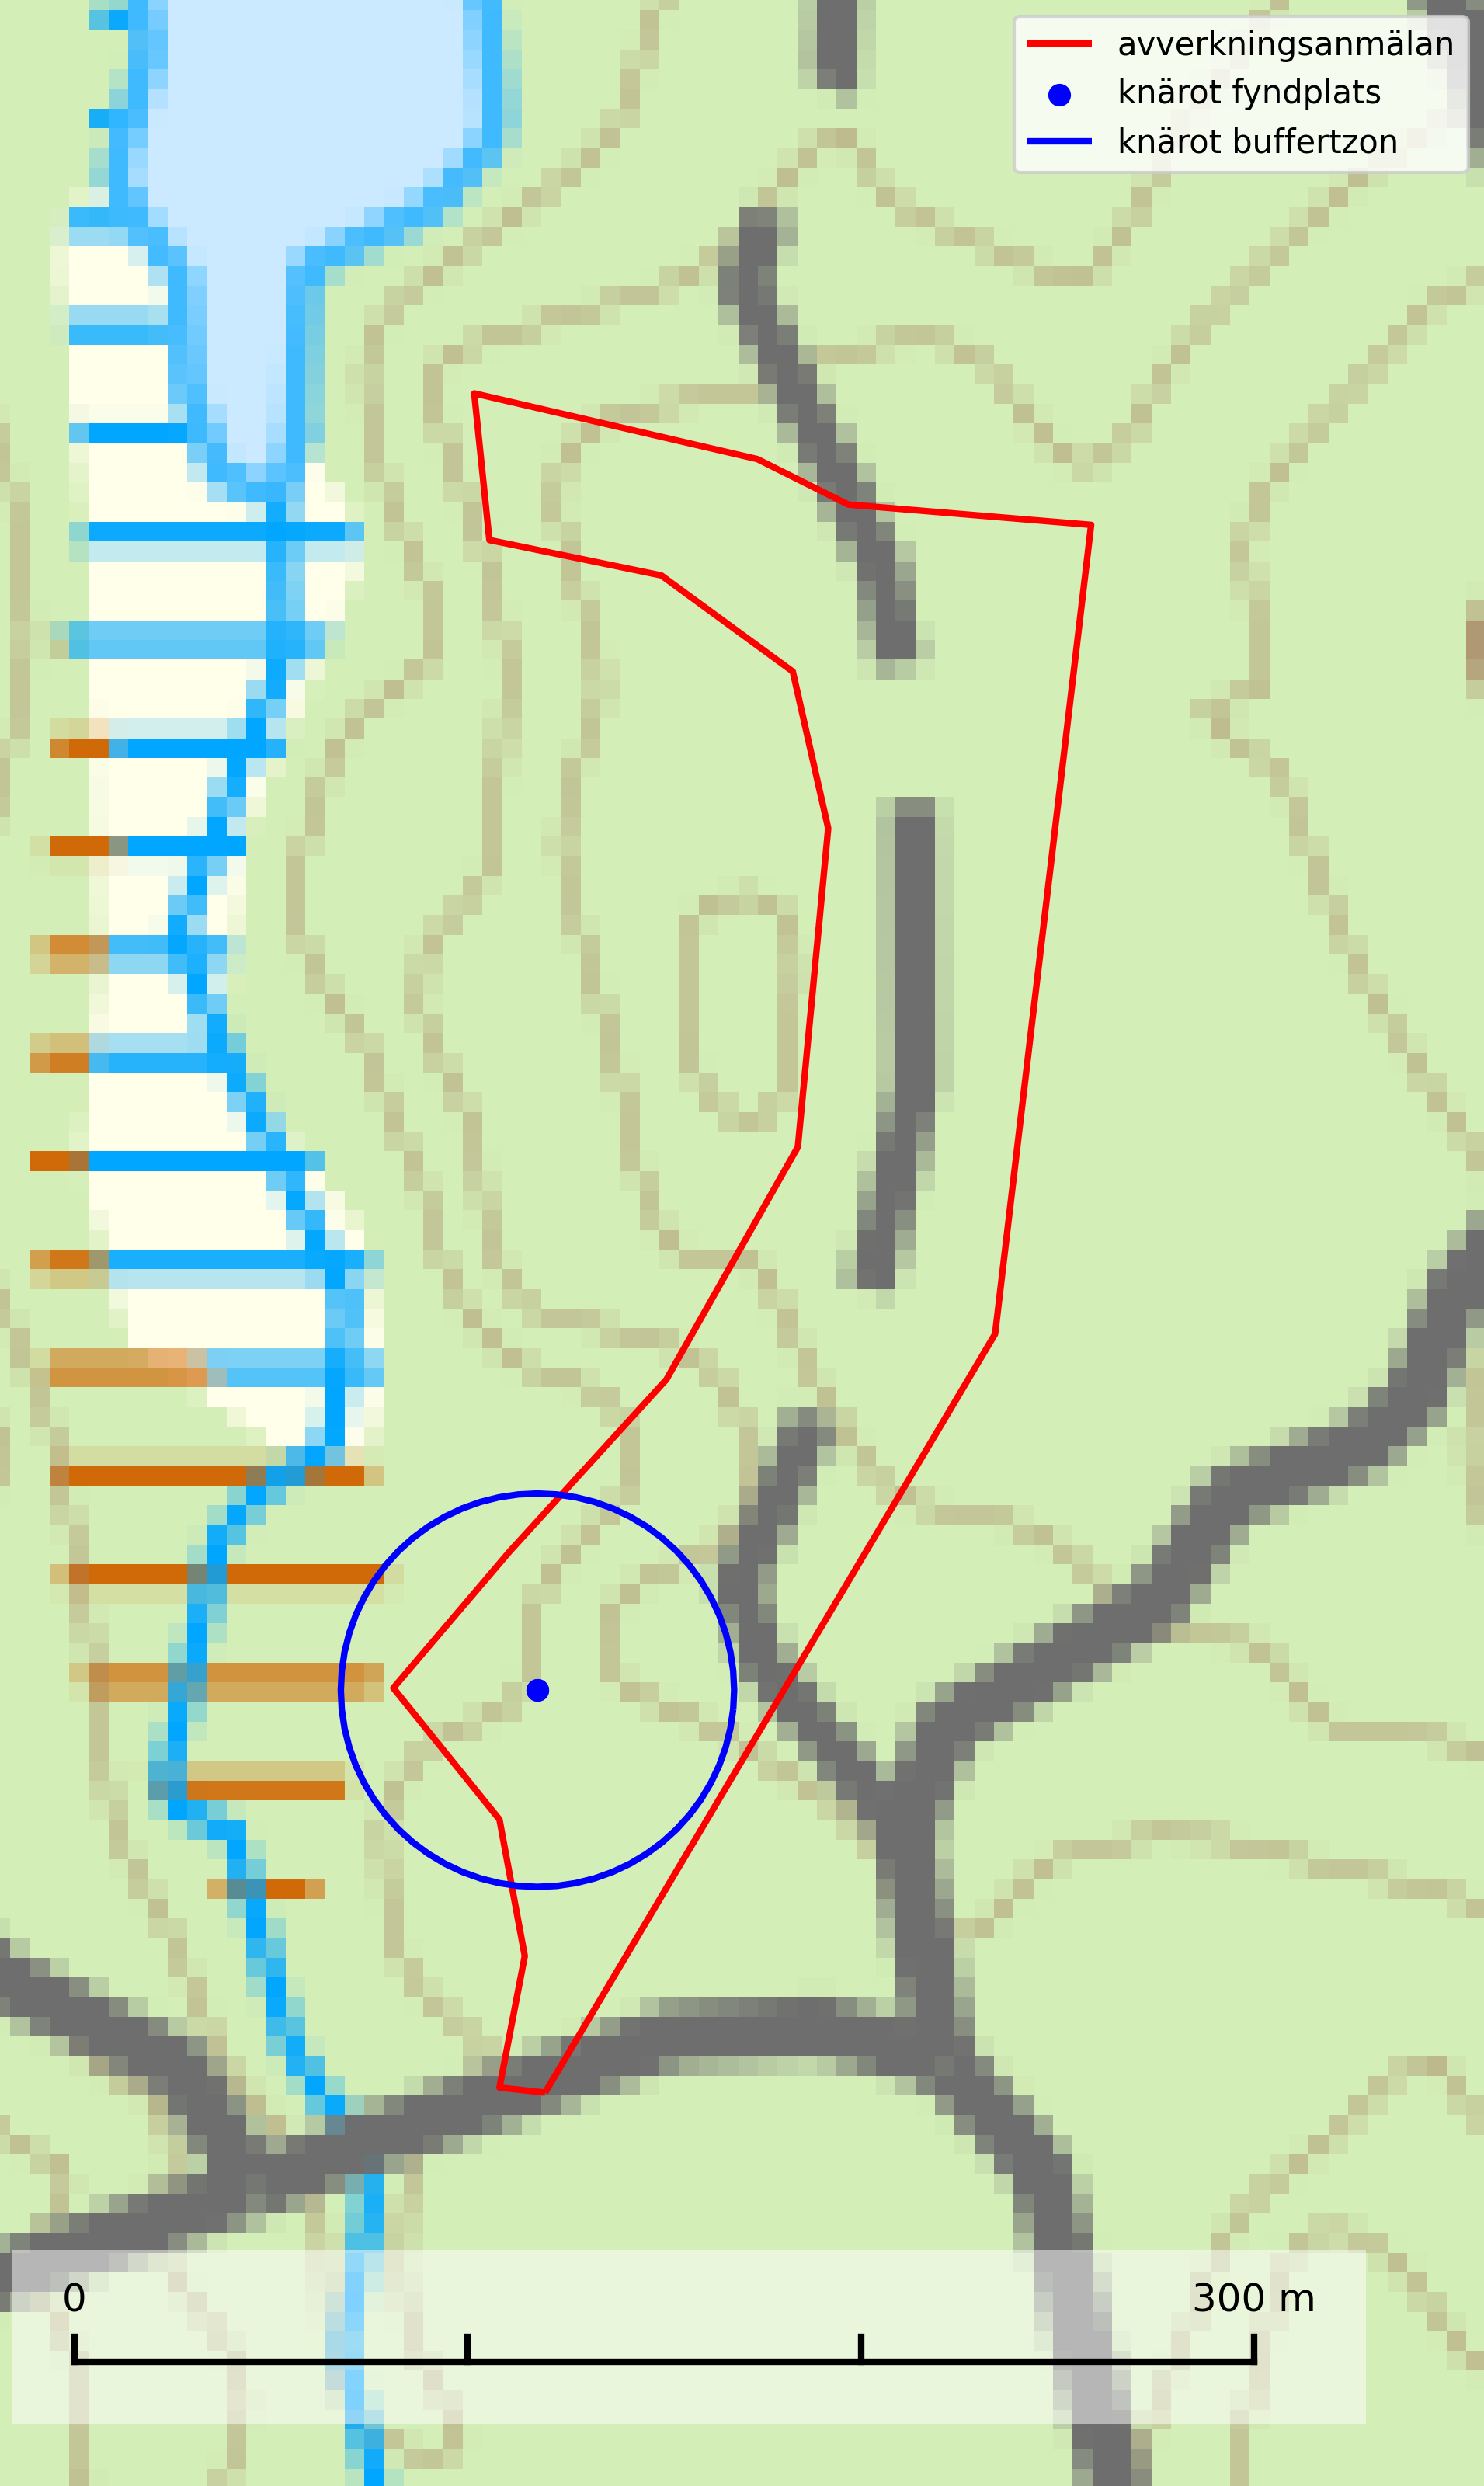 avverkningsanmälan
knärot fyndplats
knärot buffertzon
0
300 m